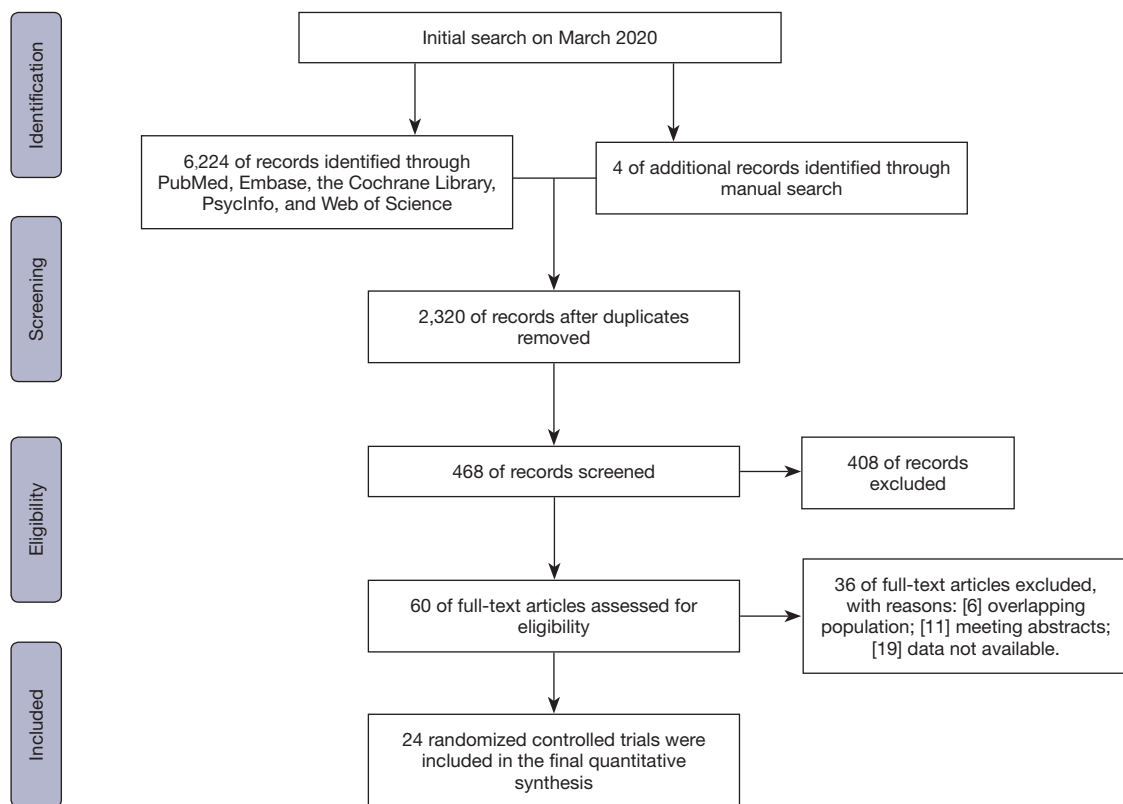 Identification
Initial search on March 2020
6,224 of records identified through
PubMed, Embase, the Cochrane Library,
PsycInfo, and Web of Science
4 of additional records identified through
manual search
Screening
2,320 of records after duplicates
removed
Eligibility
468 of records screened
408 of records
excluded
60 of full-text articles assessed for
eligibility
36 of full-text articles excluded,
with reasons: [6] overlapping
population; [11] meeting abstracts;
[19] data not available.
Included
24 randomized controlled trials were
included in the final quantitative
synthesis